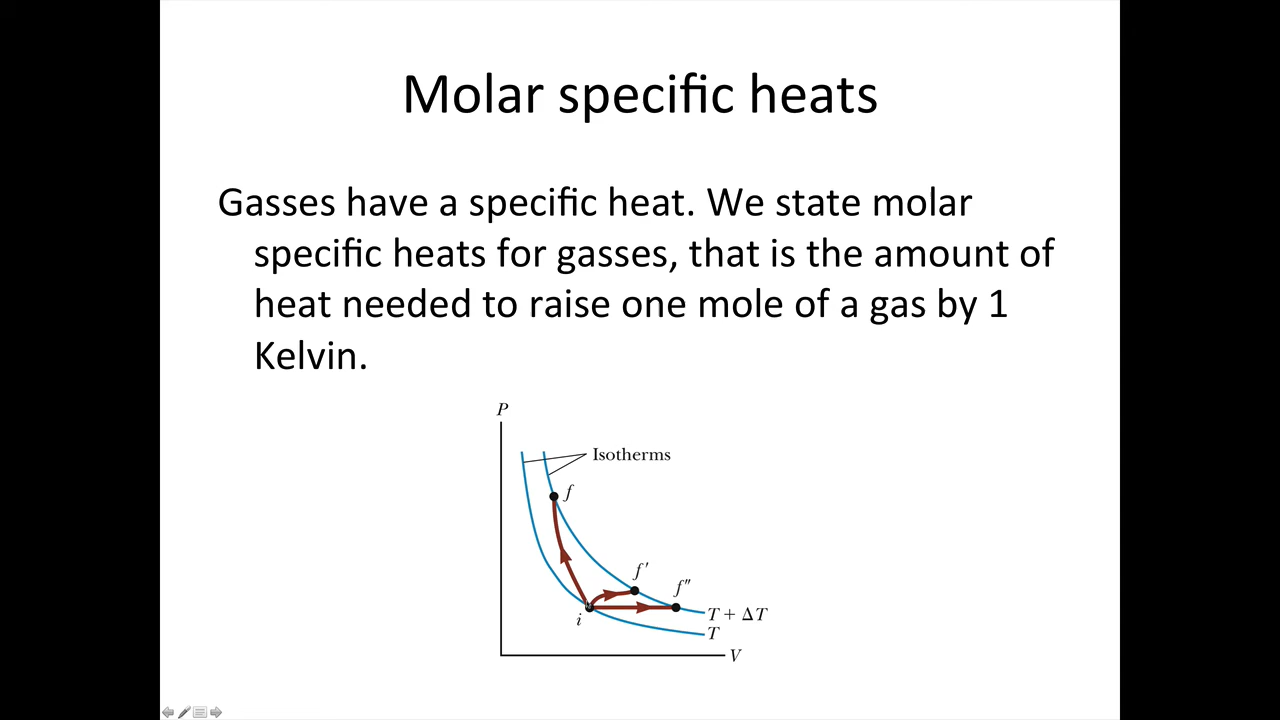 Molar specific heats
Gasses have a specific heat. We state molar
specific heats for gasses, that is the amount of
heat needed to raise one mole of a gas by 1
Kelvin.
P
Isotherms
f
f′
f″
i
T + ΔT
T
V